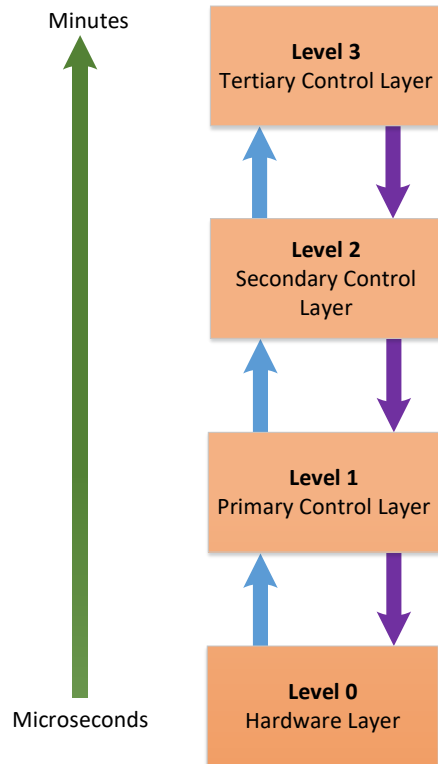 Minutes
Level 3
Tertiary Control Layer
Level 2
Secondary Control
Layer
Level 1
Primary Control Layer
Level 0
Hardware Layer
Microseconds